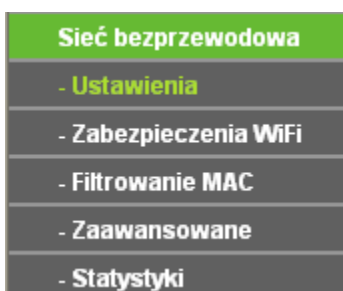 Sieć bezprzewodowa
- Ustawienia
- Zabezpieczenia WiFi
- Filtrowanie MAC
- Zaawansowane
- Statystyki